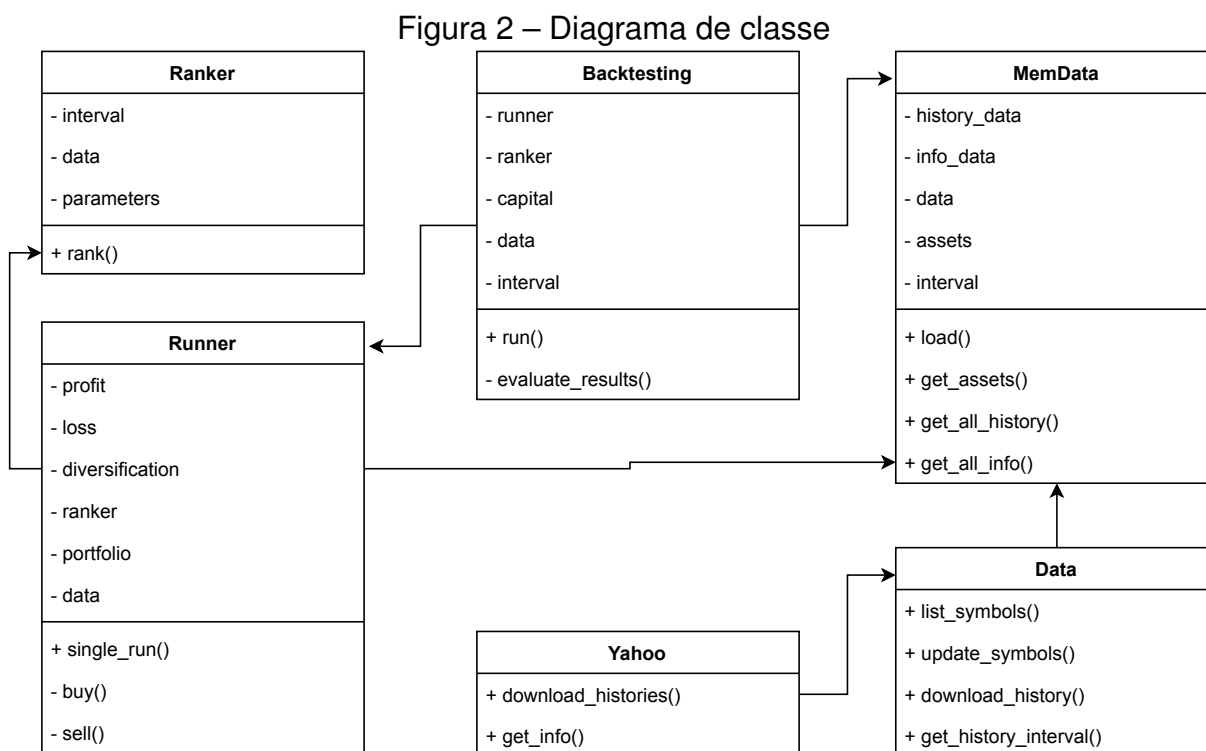 Figura 2 – Diagrama de classe
Ranker
- interval
- data
- parameters
+ rank()
Runner
- profit
- loss
- diversification
- ranker
- portfolio
- data
+ single_run()
- buy()
- sell()
Backtesting
- runner
- ranker
- capital
- data
- interval
+ run()
- evaluate_results()
Yahoo
+ download_histories()
+ get_info()
MemData
- history_data
- info_data
- data
- assets
- interval
+ load()
+ get_assets()
+ get_all_history()
+ get_all_info()
Data
+ list_symbols()
+ update_symbols()
+ download_history()
+ get_history_interval()